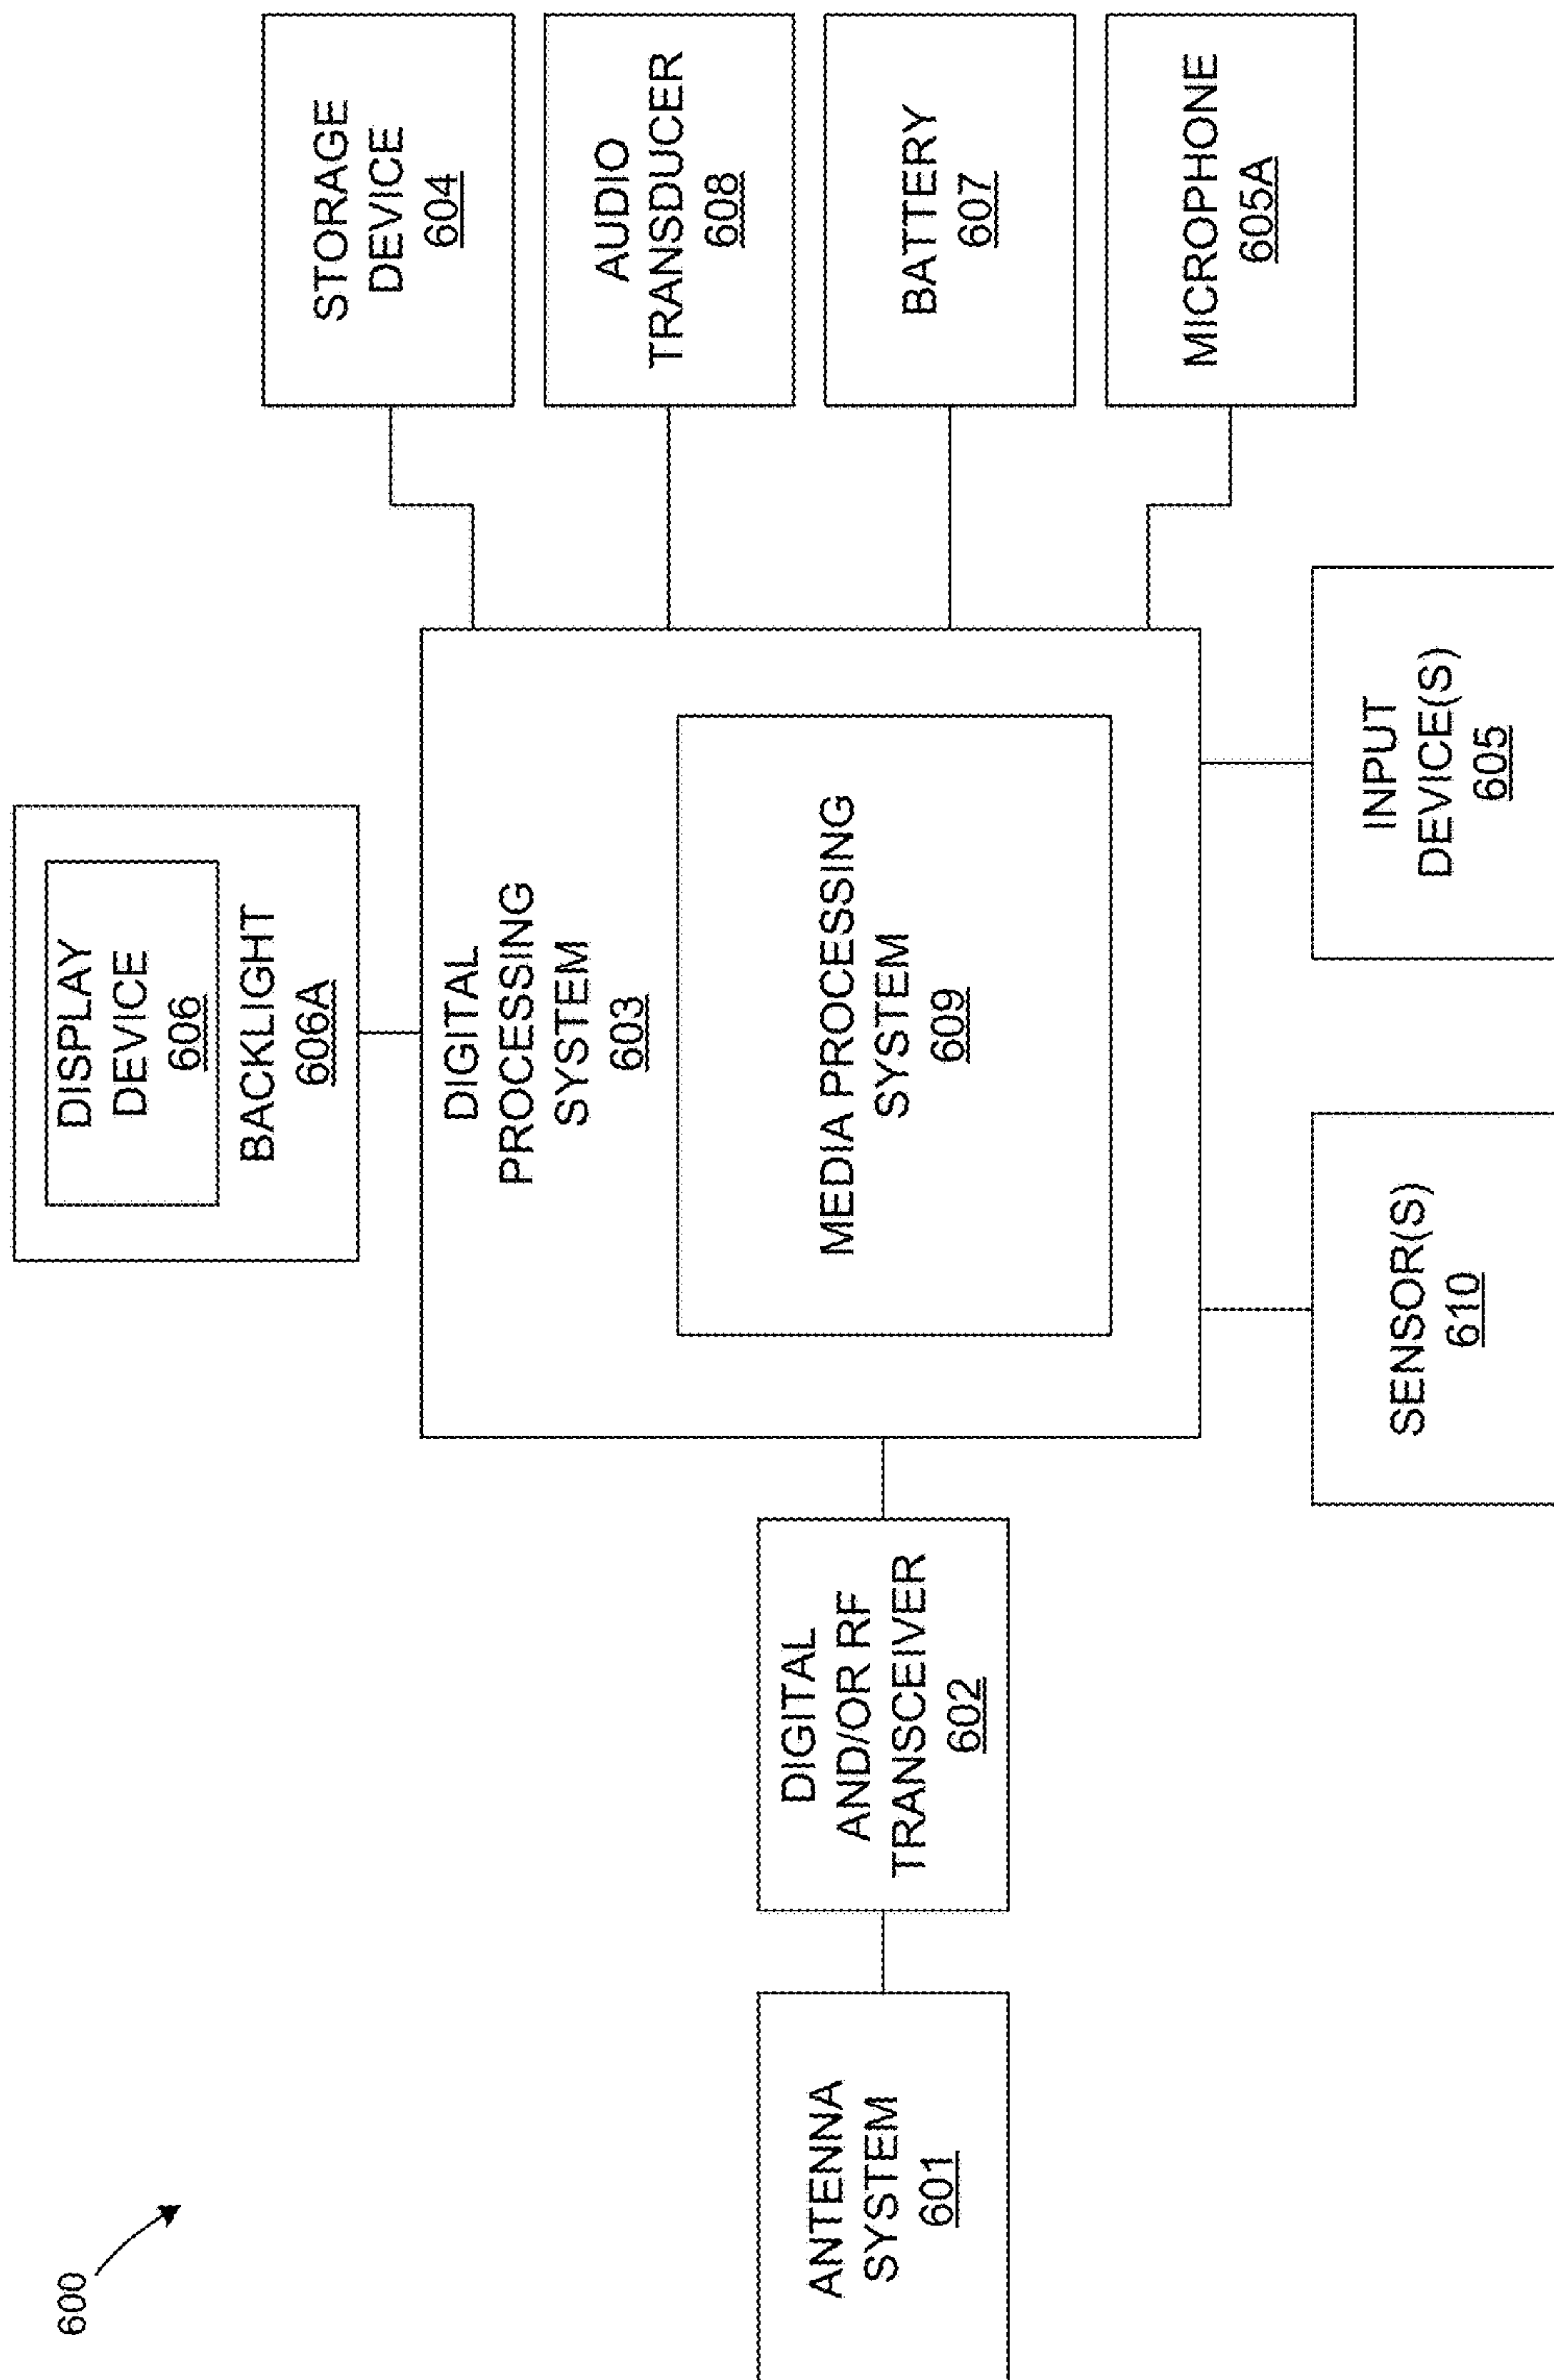 600
DISPLAY
DEVICE
606
BACKLIGHT
606A
STORAGE
DEVICE
604
DIGITAL
PROCESSING
SYSTEM
603
AUDIO
TRANSDUCER
608
ANTENNA
SYSTEM
601
DIGITAL
AND/OR RF
TRANSCEIVER
602
MEDIA PROCESSING
SYSTEM
609
BATTERY
607
MICROPHONE
605A
SENSOR(S)
610
INPUT
DEVICE(S)
605